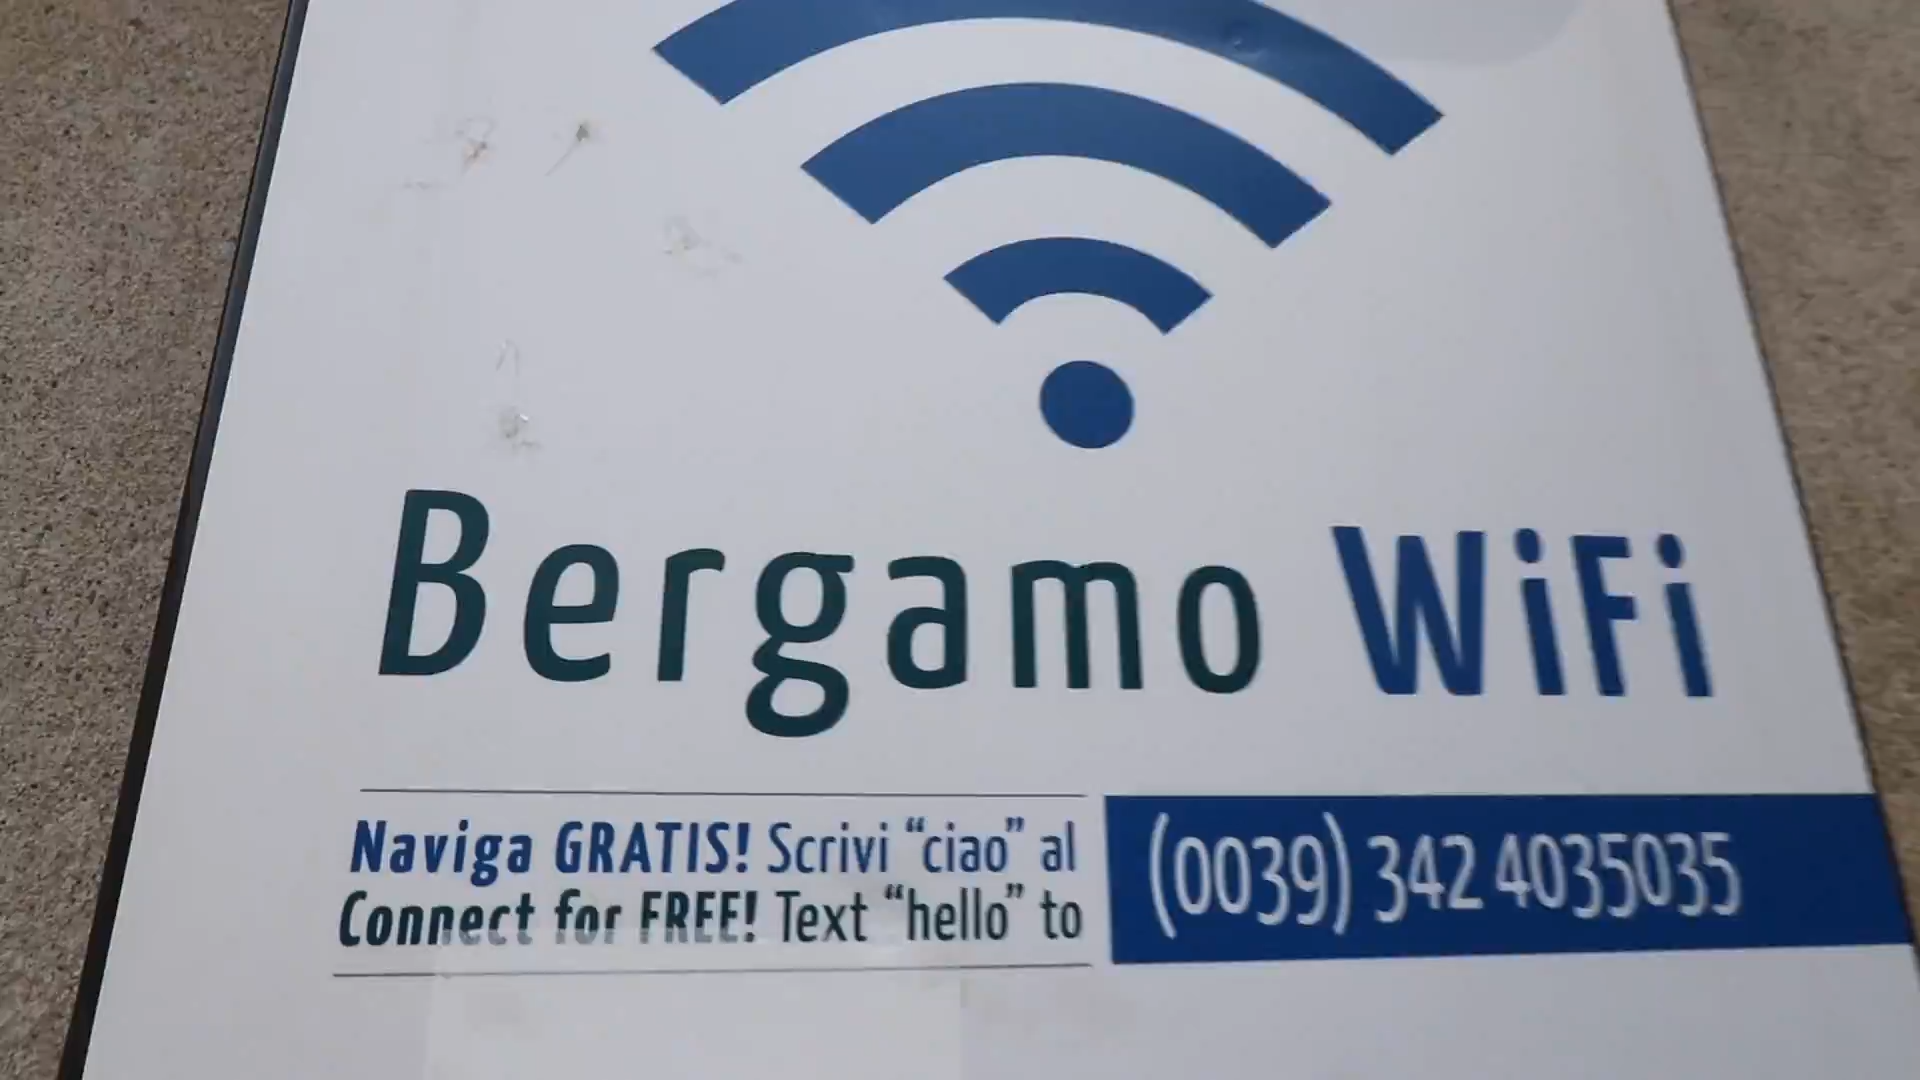 Bergamo WiFi
Naviga GRATIS! Scrivi “ciao” al
Connect for FREE! Text “hello” to
(0039) 342 4035035